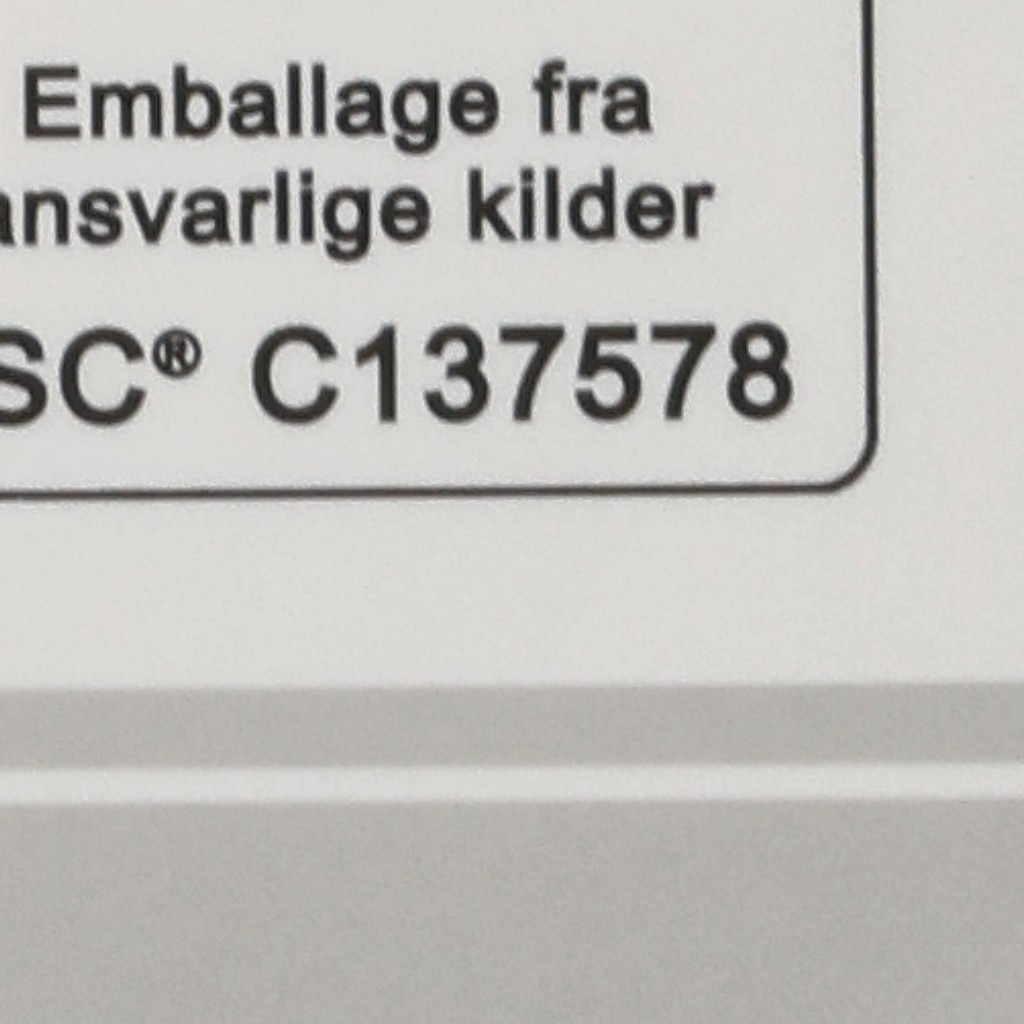 Emballage fra
ansvarlige kilder
SC® C137578